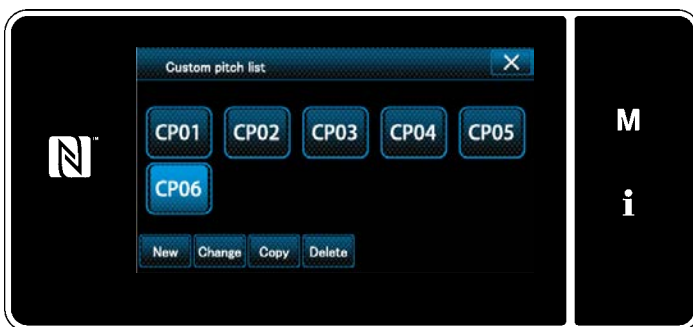 Custom pitch list
CP01 CP02 CP03 CP04 CP05
CP06
New Change Copy Delete
M
i